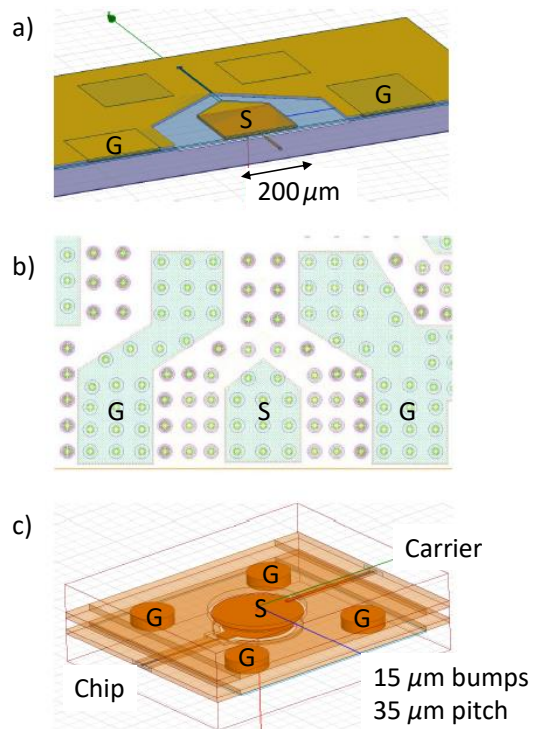 a)
S
G
G
200 μm
b)
G
S
G
c)
Carrier
G
S
G
G
G
Chip
15 μm bumps
35 μm pitch